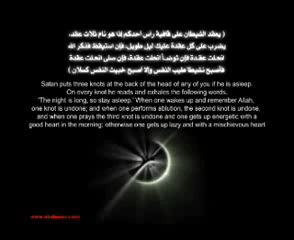 ( يعقد الشيطان على قافية رأس أحدكم إذا هو نام ثلاث عقد،
يضرب على كل عقدة عليك ليل طويل، فإن استيقظ فذكر الله
انحلت عقدة فإن توضأ انحلت عقدة، فإن صلى انحلت عقدة
فأصبح نشيطا طيب النفس وإلا أصبح خبيث النفس كسلان )
Satan puts three knots at the back of the head of any of you if he is asleep.
On every knot he reads and exhales the following words,
'The night is long, so stay asleep.' When one wakes up and remember Allah,
one knot is undone; and when one performs ablution, the second knot is undone,
and when one prays the third knot is undone and one gets up energetic with a
good heart in the morning; otherwise one gets up lazy and with a mischievous heart